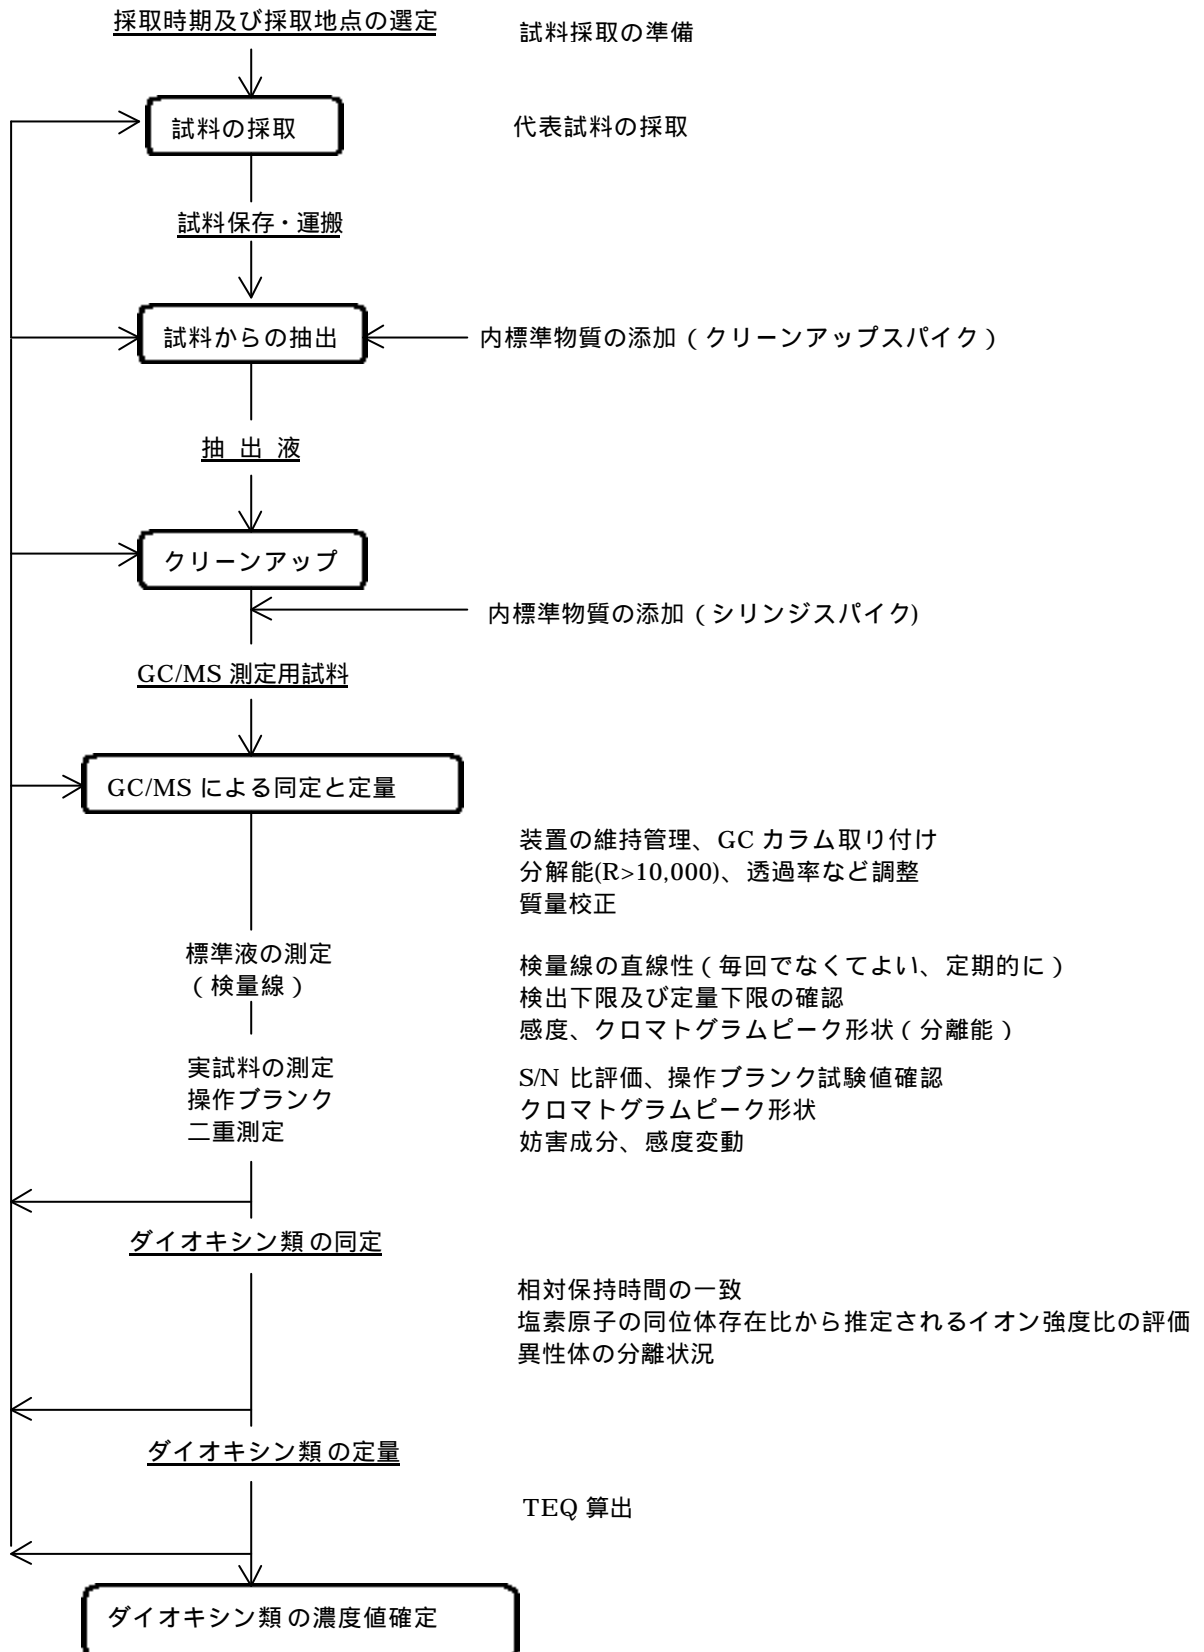 採取時期及び採取地点の選定
試料採取の準備
試料の採取
代表試料の採取
試料保存・運搬
試料からの抽出
内標準物質の添加（クリーンアップスパイク）
抽 出 液
クリーンアップ
内標準物質の添加（シリンジスパイク)
GC/MS 測定用試料
GC/MS による同定と定量
装置の維持管理、GC カラム取り付け
分解能(R>10,000)、透過率など調整
質量校正
標準液の測定
（検量線）
検量線の直線性（毎回でなくてよい、定期的に）
検出下限及び定量下限の確認
感度、クロマトグラムピーク形状（分離能）
実試料の測定
操作ブランク
二重測定
S/N 比評価、操作ブランク試験値確認
クロマトグラムピーク形状
妨害成分、感度変動
ダイオキシン類の同定
相対保持時間の一致
塩素原子の同位体存在比から推定されるイオン強度比の評価
異性体の分離状況
ダイオキシン類の定量
TEQ 算出
ダイオキシン類の濃度値確定